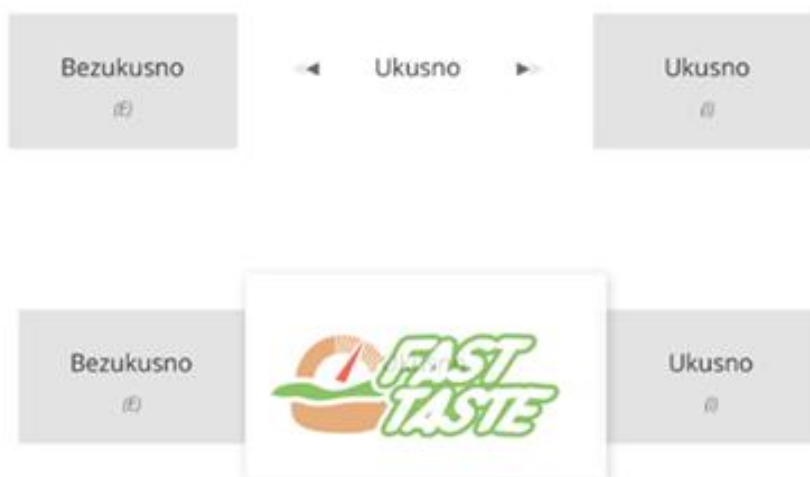 Bezukusno
(E)
Ukusno
Ukusno
(I)
Bezukusno
(E)
FAST
TASTE
Ukusno
(I)